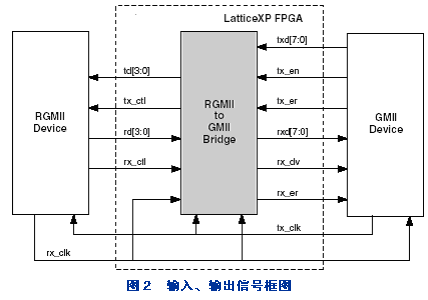 LatticeXP FPGA
txd[7:0]
td[3:0]
tx_en
tx_ctl
tx_er
RGMII
Device
RGMII
to
GMII
Bridge
GMII
Device
rd[3:0]
rxd[7:0]
rx_ctl
rx_dv
rx_er
tx_clk
rx_clk
图2 输入、输出信号框图